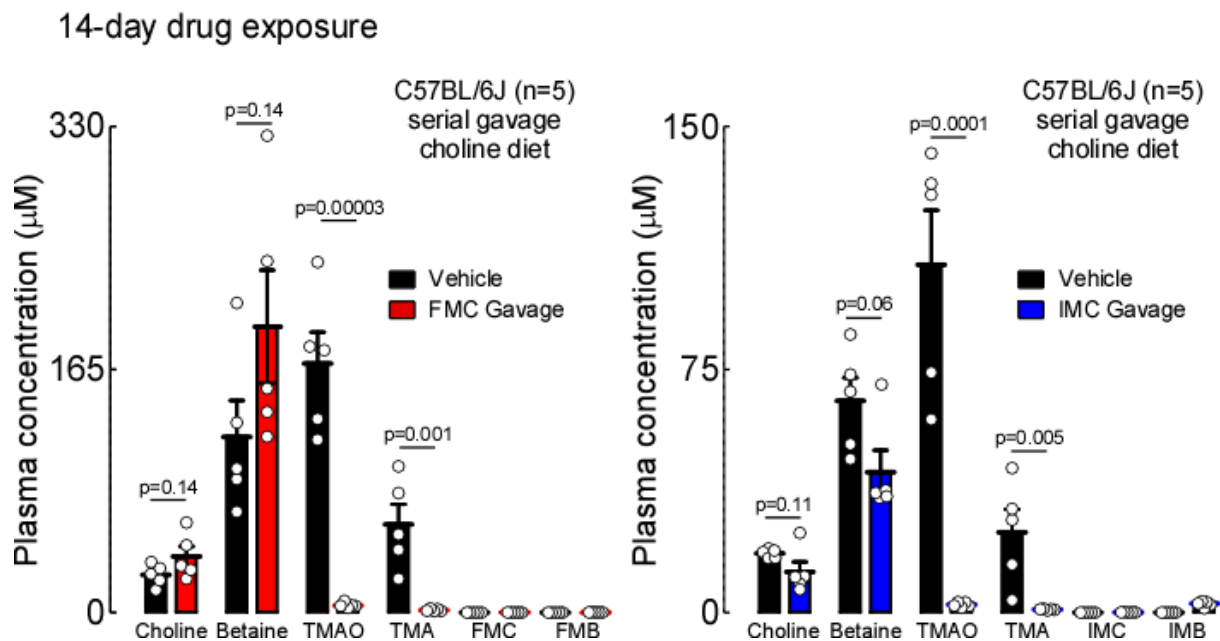 14-day drug exposure
C57BL/6J (n=5)
serial gavage
choline diet
330
p=0.14
p=0.00003
Plasma concentration (μM)
Vehicle
FMC Gavage
165
p=0.001
p=0.14
0
Choline Betaine TMAO TMA FMC FMB
C57BL/6J (n=5)
serial gavage
choline diet
150
p=0.0001
Plasma concentration (μM)
Vehicle
IMC Gavage
p=0.06
75
p=0.005
p=0.11
0
Choline Betaine TMAO TMA IMC IMB